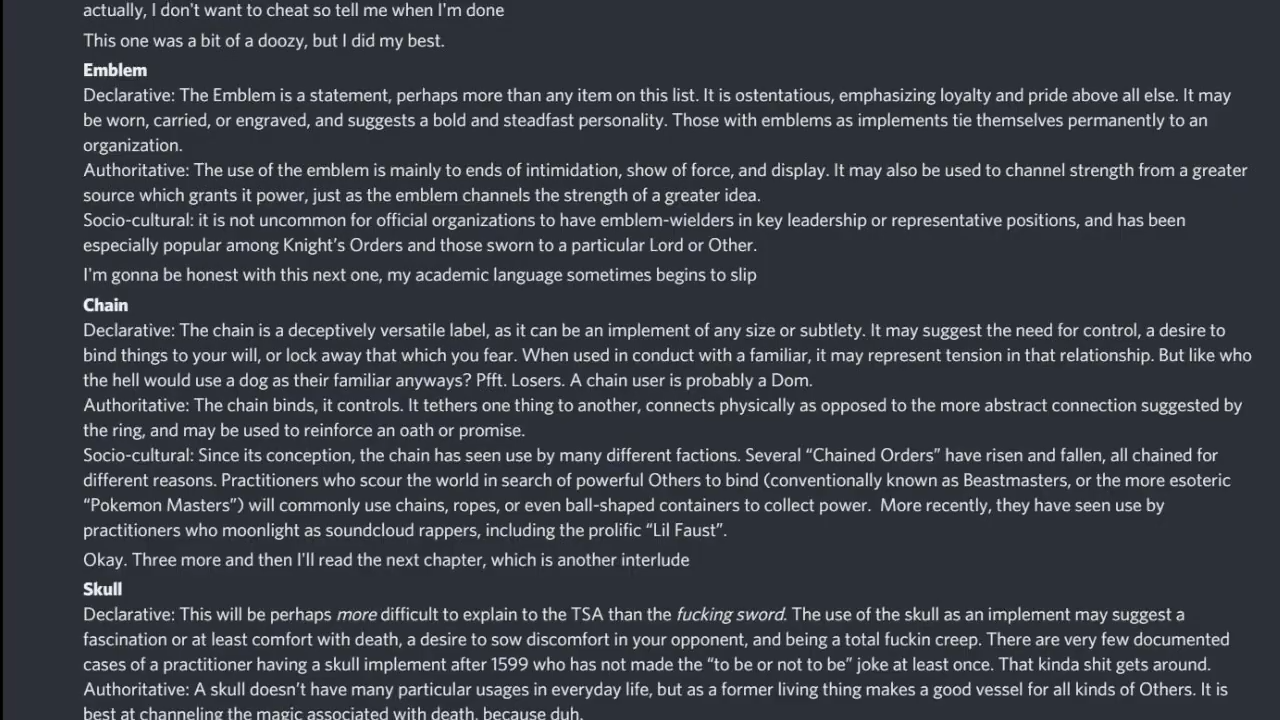 actually, I don't want to cheat so tell me when I'm done
This one was a bit of a doozy, but I did my best.
Emblem
Declarative: The Emblem is a statement, perhaps more than any item on this list. It is ostentatious, emphasizing loyalty and pride above all else. It may
be worn, carried, or engraved, and suggests a bold and steadfast personality. Those with emblems as implements tie themselves permanently to an
organization.
Authoritative: The use of the emblem is mainly to ends of intimidation, show of force, and display. It may also be used to channel strength from a greater
source which grants it power, just as the emblem channels the strength of a greater idea.
Socio-cultural: it is not uncommon for official organizations to have emblem-wielders in key leadership or representative positions, and has been
especially popular among Knight’s Orders and those sworn to a particular Lord or Other.
I'm gonna be honest with this next one, my academic language sometimes begins to slip
Chain
Declarative: The chain is a deceptively versatile label, as it can be an implement of any size or subtlety. It may suggest the need for control, a desire to
bind things to your will, or lock away that which you fear. When used in conduct with a familiar, it may represent tension in that relationship. But like who
the hell would use a dog as their familiar anyways? Pfft. Losers. A chain user is probably a Dom.
Authoritative: The chain binds, it controls. It tethers one thing to another, connects physically as opposed to the more abstract connection suggested by
the ring, and may be used to reinforce an oath or promise.
Socio-cultural: Since its conception, the chain has seen use by many different factions. Several “Chained Orders” have risen and fallen, all chained for
different reasons. Practitioners who scour the world in search of powerful Others to bind (conventionally known as Beastmasters, or the more esoteric
“Pokemon Masters”) will commonly use chains, ropes, or even ball-shaped containers to collect power.  More recently, they have seen use by
practitioners who moonlight as soundcloud rappers, including the prolific “Lil Faust”.
Okay. Three more and then I'll read the next chapter, which is another interlude
Skull
Declarative: This will be perhaps more difficult to explain to the TSA than the fucking sword. The use of the skull as an implement may suggest a
fascination or at least comfort with death, a desire to sow discomfort in your opponent, and being a total fuckin creep. There are very few documented
cases of a practitioner having a skull implement after 1599 who has not made the “to be or not to be” joke at least once. That kinda shit gets around.
Authoritative: A skull doesn’t have many particular usages in everyday life, but as a former living thing makes a good vessel for all kinds of Others. It is
best at channeling the magic associated with death, because duh.